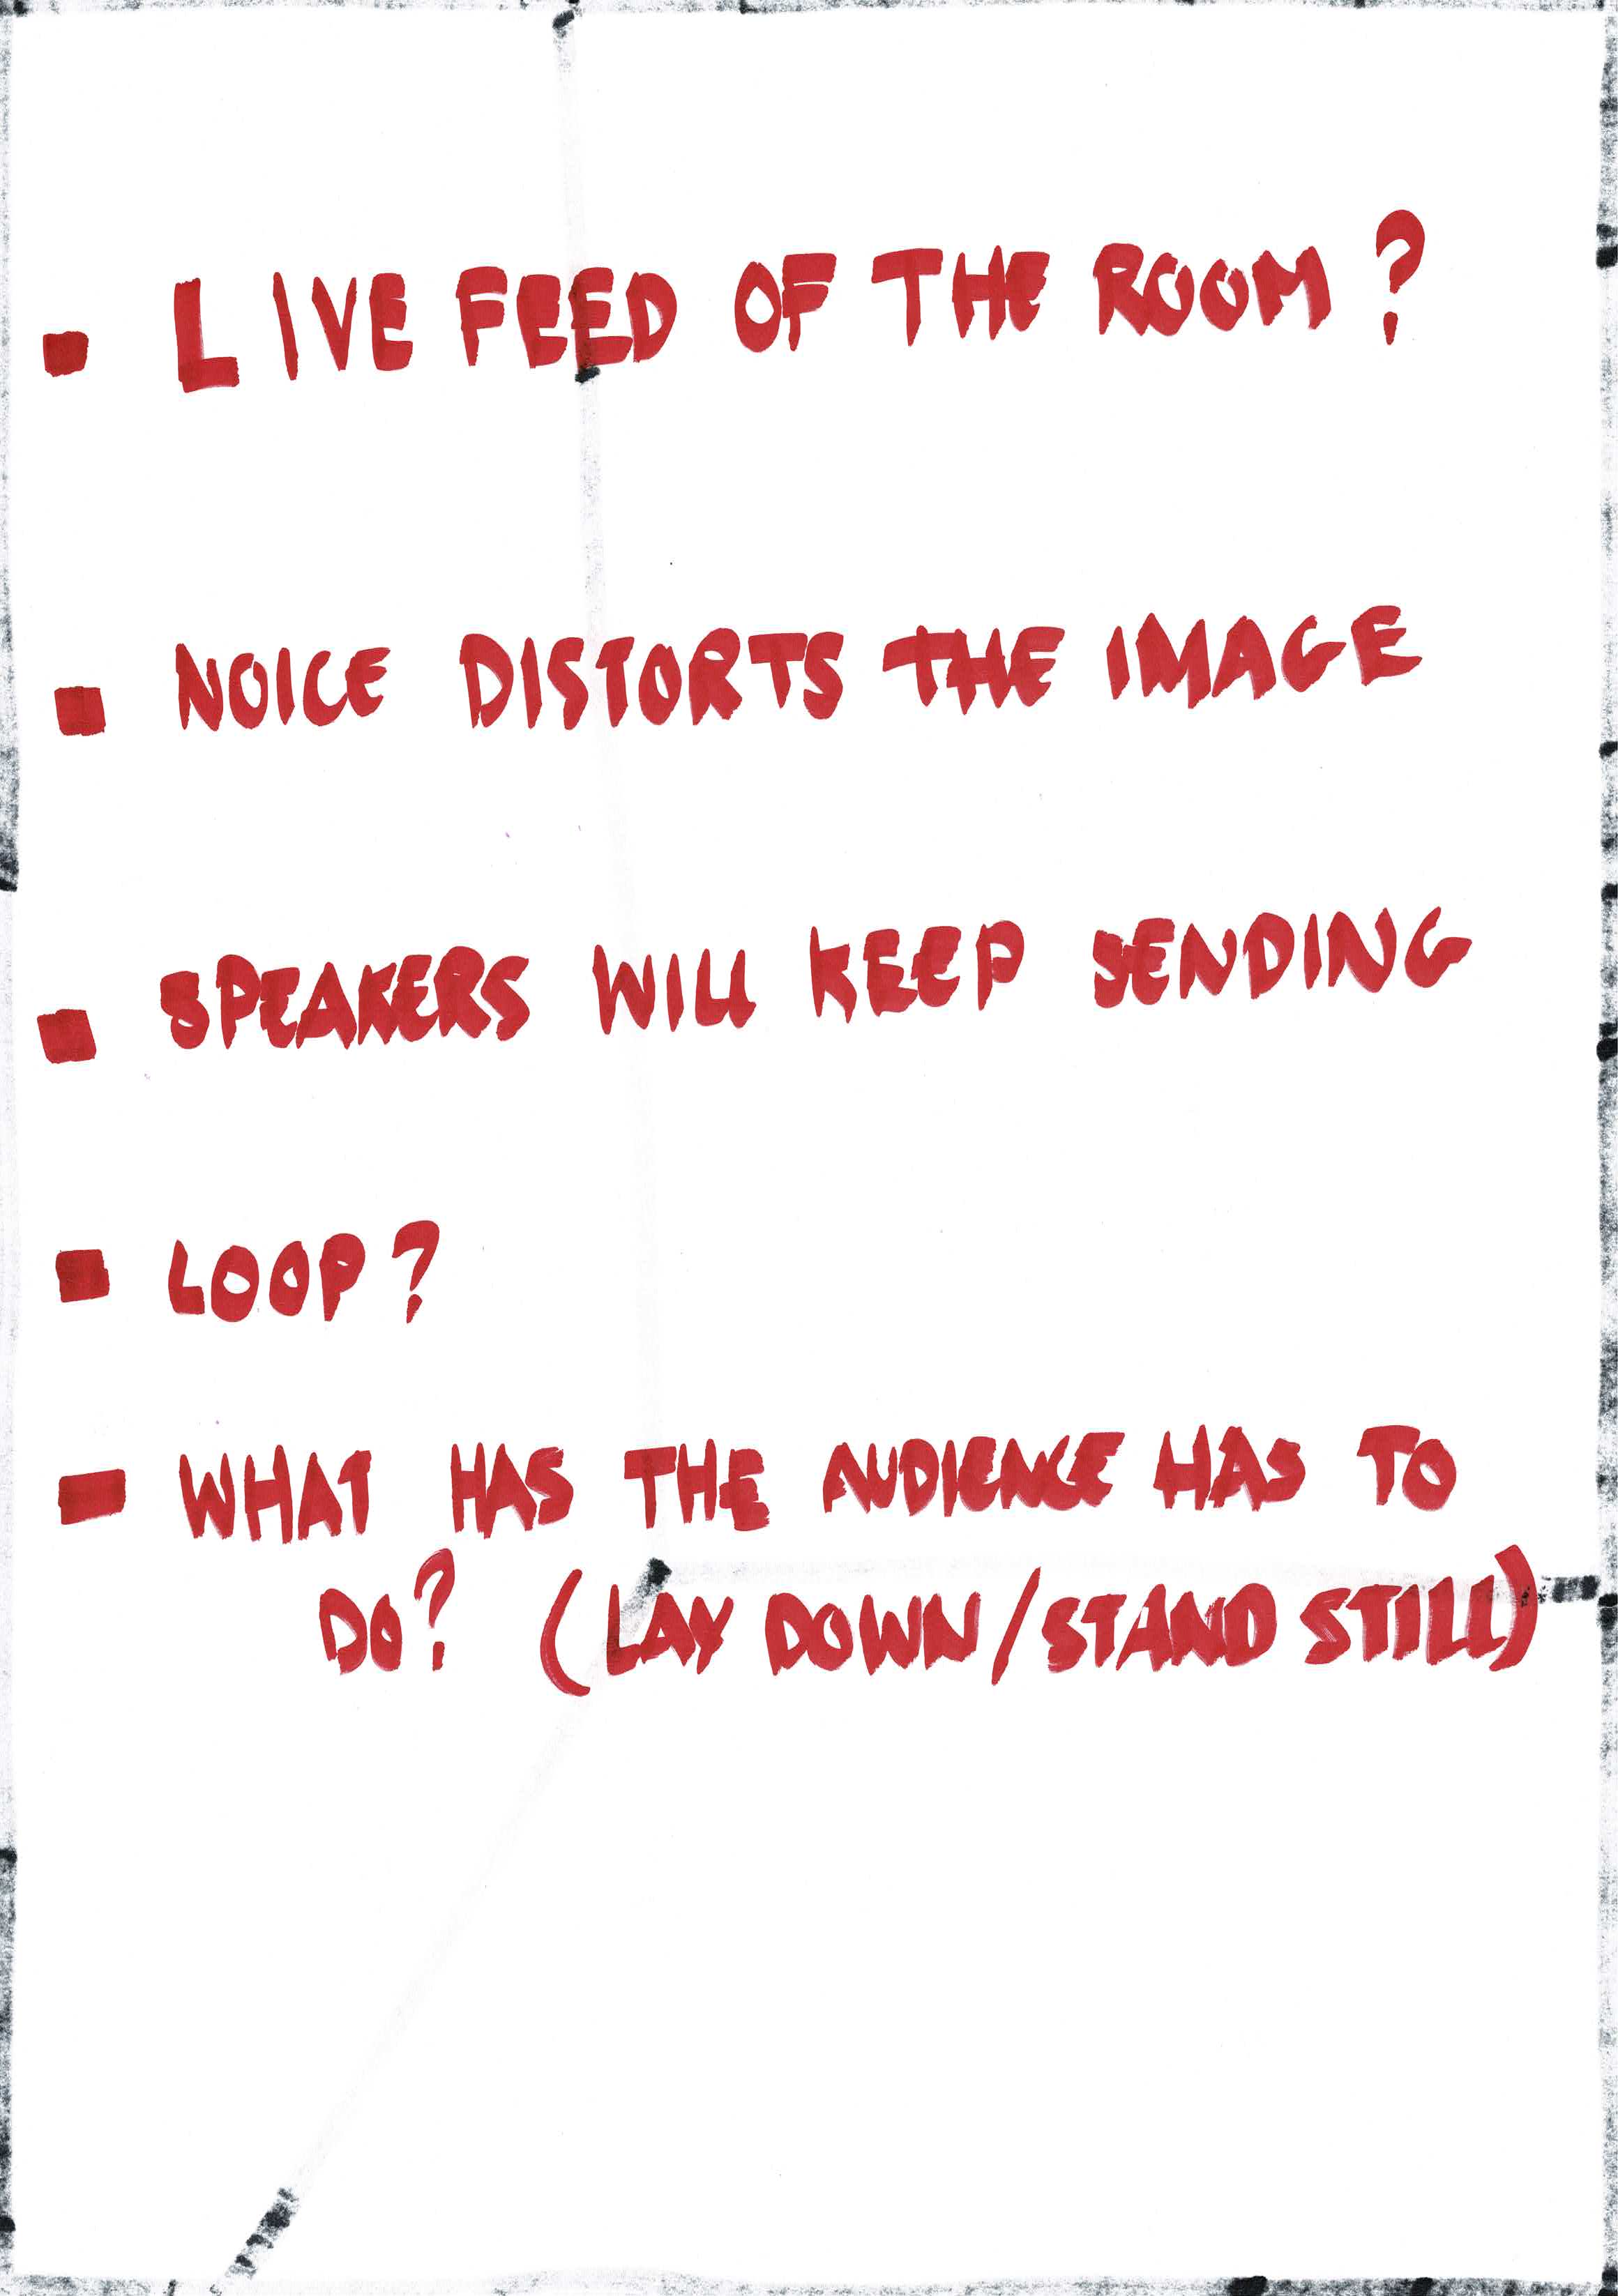 ▪ LIVE FEED OF THE ROOM?
▪ NOICE DISTORTS THE IMAGE
▪ SPEAKERS WILL KEEP SENDING
▪ LOOP?
▪ WHAT HAS THE AUDIENCE HAS TO
DO? (LAY DOWN/STAND STILL)